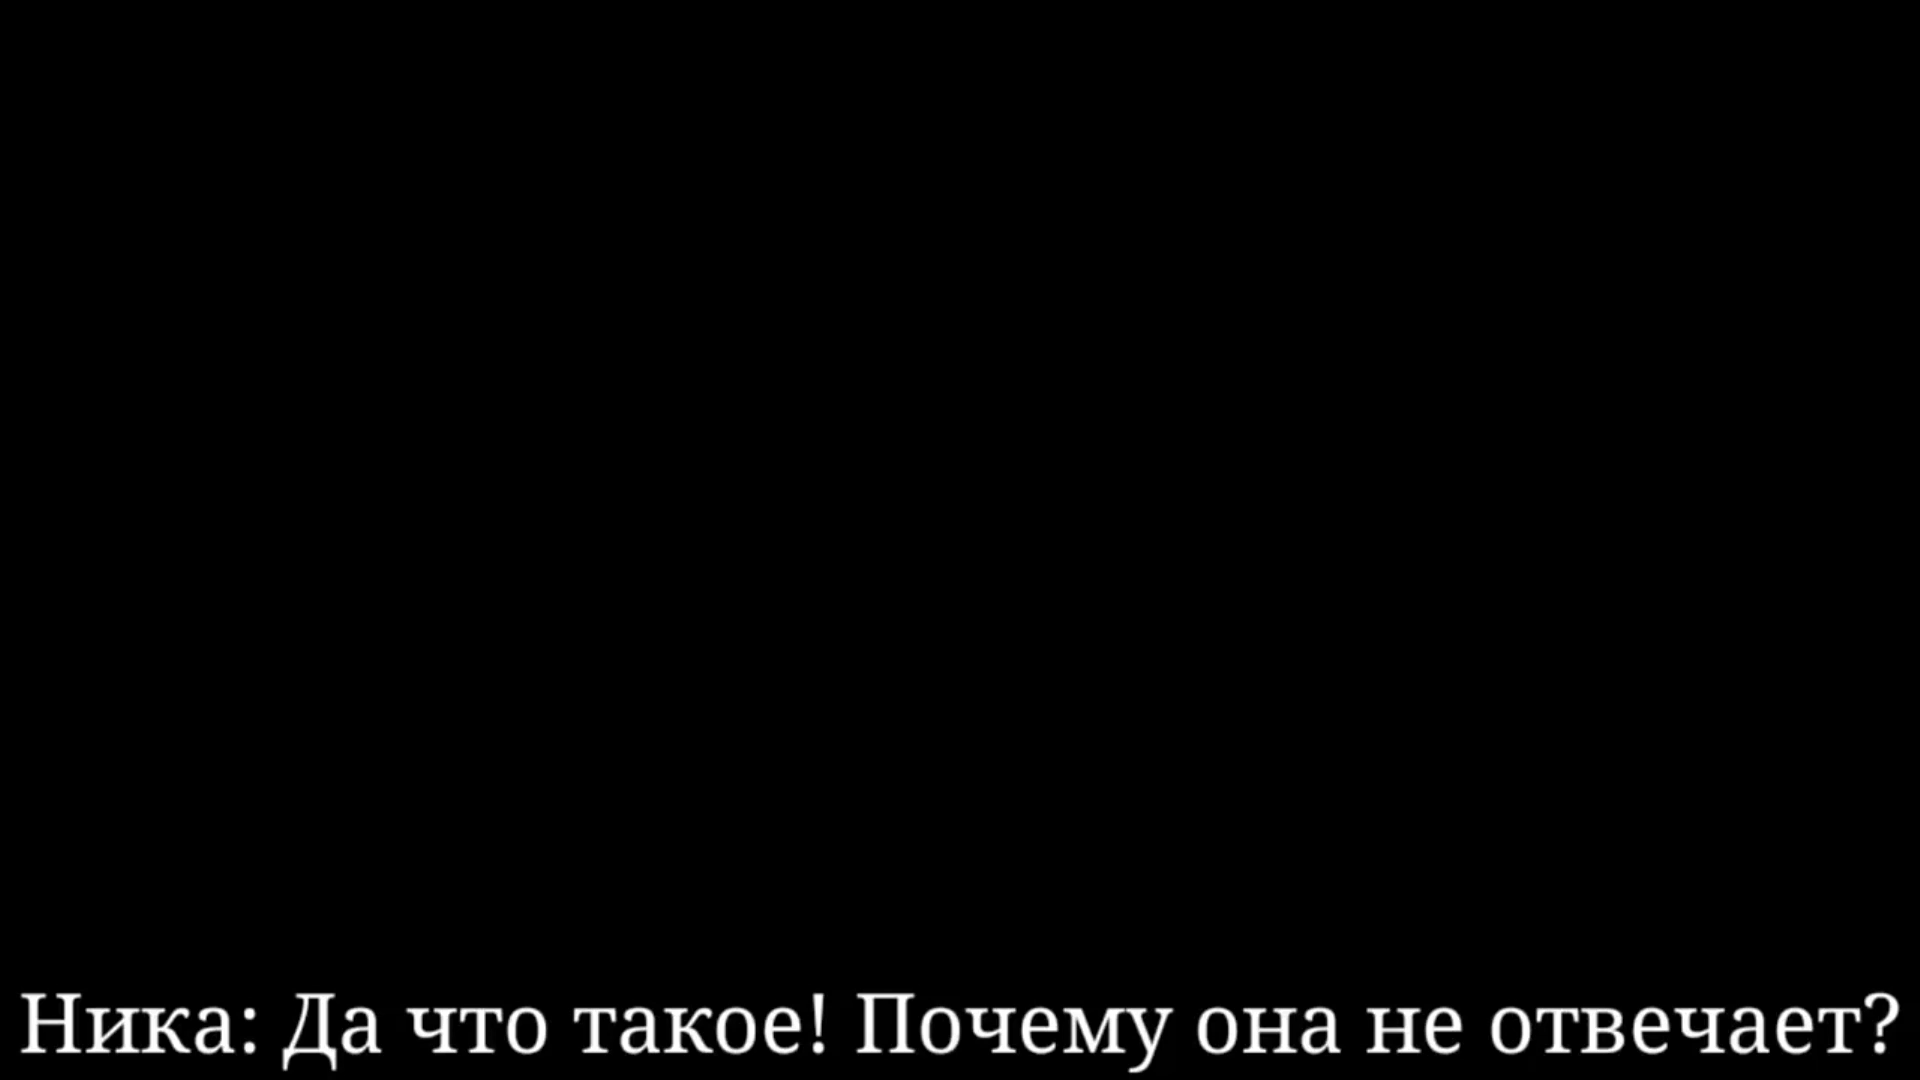 Ника: Да что такое! Почему она не отвечает?